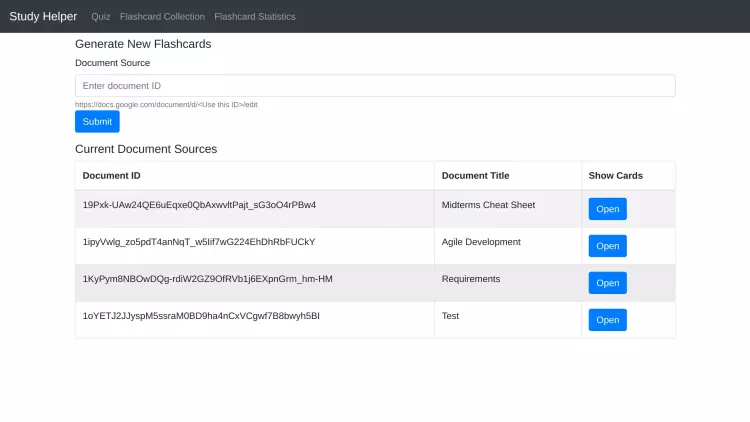 Study Helper Quiz Flashcard Collection Flashcard Statistics
Generate New Flashcards
Document Source
Enter document ID
https://docs.google.com/document/d/<Use this ID>/edit
Submit
Current Document Sources
Document ID Document Title Show Cards
19Pxk-UAw24QE6uEqxe0QbAxwvltPajt_sG3oO4rPBw4 Midterms Cheat Sheet Open
1ipyVwlg_zo5pdT4anNqT_w5Iif7wG224EhDhRbFUCkY Agile Development Open
1KyPym8NBOwDQg-rdiW2GZ9OfRVb1j6EXpnGrm_hm-HM Requirements Open
1oYETJ2JJyspM5ssraM0BD9ha4nCxVCgwf7B8bwyh5BI Test Open